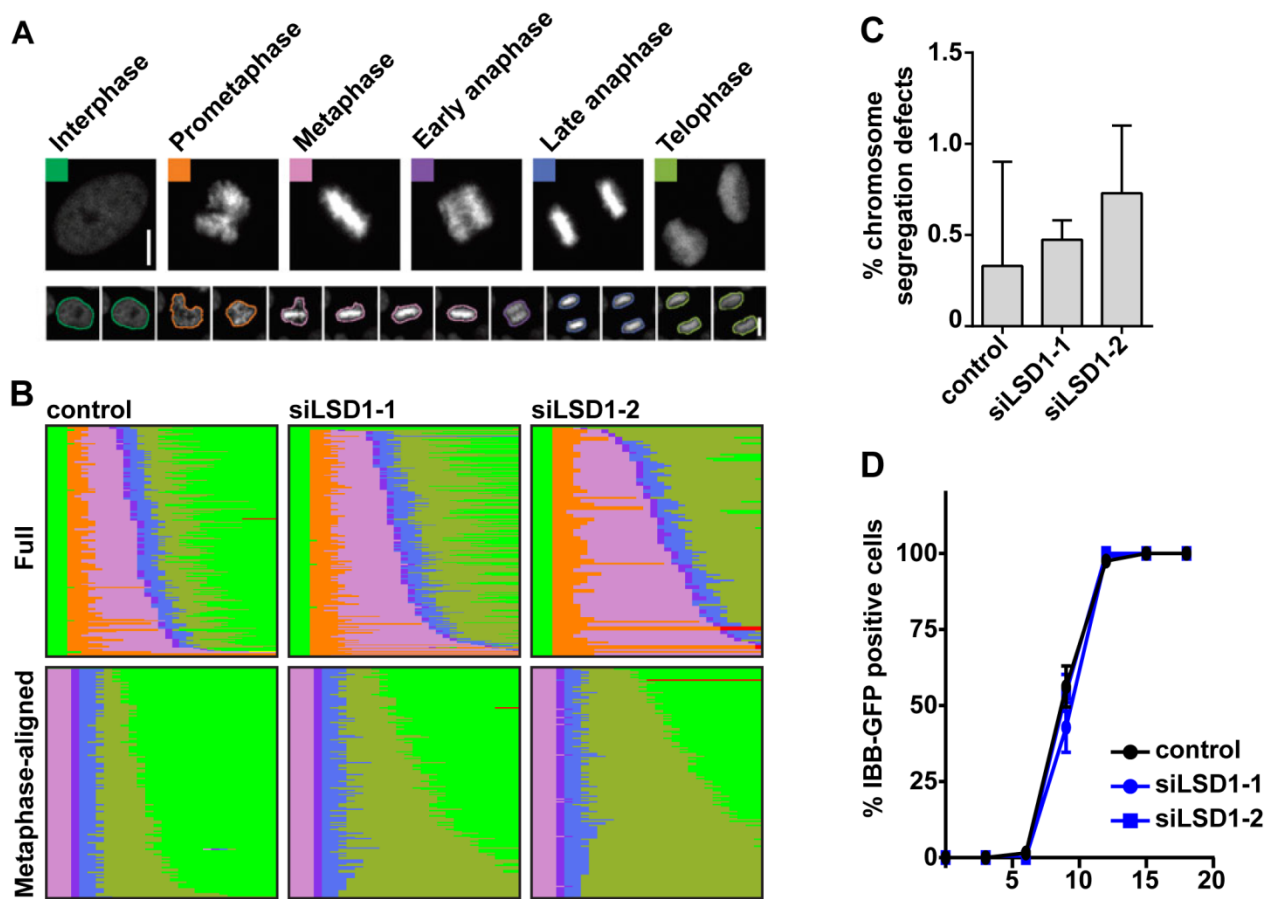 A
Interphase
Prometaphase
Metaphase
Early anaphase
Late anaphase
Telophase
B
control
siLSD1-1
siLSD1-2
Full
Metaphase-aligned
C
% chromosome
segregation defects
1.5
1.0
0.5
0
control
siLSD1-1
siLSD1-2
D
% IBB-GFP positive cells
100
75
50
25
0
5
10
15
20
control
siLSD1-1
siLSD1-2